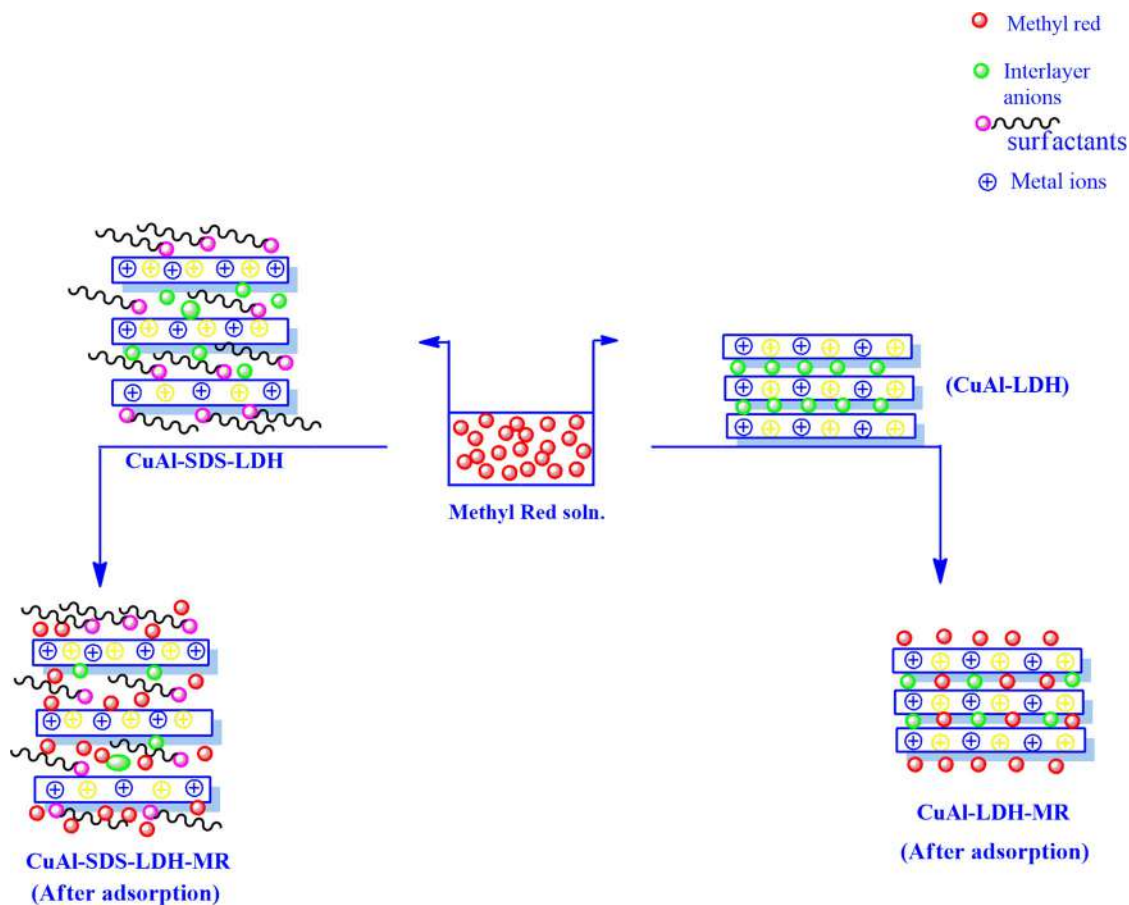 Methyl red
Interlayer
anions
surfactants
Metal ions
(CuAl-LDH)
CuAl-SDS-LDH
Methyl Red soln.
CuAl-LDH-MR
(After adsorption)
CuAl-SDS-LDH-MR
(After adsorption)